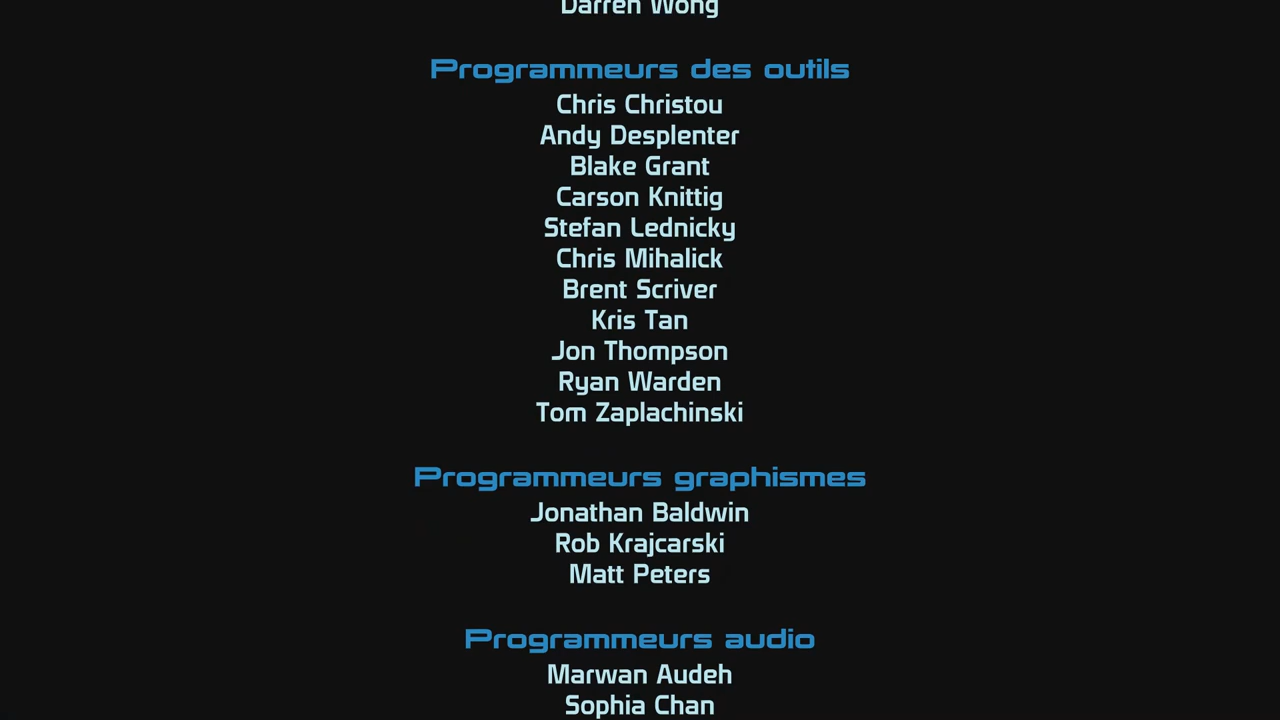 Darren Wong
Programmeurs des outils
Chris Christou
Andy Desplenter
Blake Grant
Carson Knittig
Stefan Lednicky
Chris Mihalick
Brent Scriver
Kris Tan
Jon Thompson
Ryan Warden
Tom Zaplachinski
Programmeurs graphismes
Jonathan Baldwin
Rob Krajcarski
Matt Peters
Programmeurs audio
Marwan Audeh
Sophia Chan